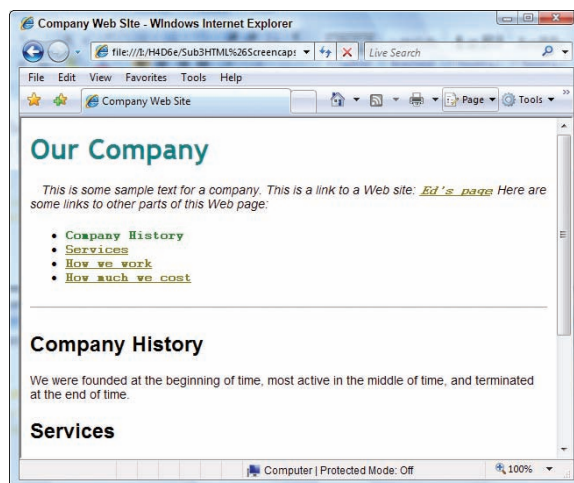 Company Web SIte - WIndows Internet Explorer
file:///I:/H4D6e/Sub3HTML%26Screencaps
Live Search
File Edit View Favorites Tools Help
Company Web Site
Page Tools
Our Company
This is some sample text for a company. This is a link to a Web site: Ed's page Here are
some links to other parts of this Web page:
• Company History
• Services
• How we work
• How much we cost
Company History
We were founded at the beginning of time, most active in the middle of time, and terminated
at the end of time.
Services
Computer | Protected Mode: Off
100%